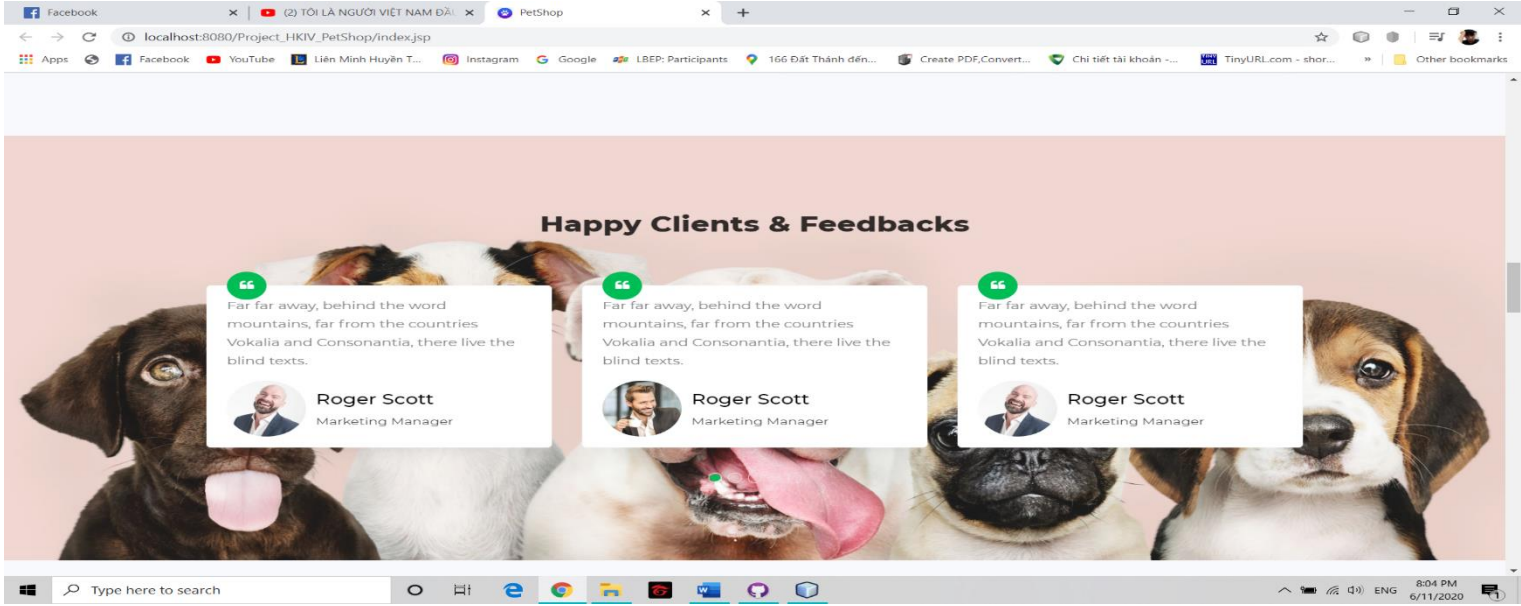 Facebook
(2) TÔI LÀ NGƯỜI VIỆT NAM ĐẦU
PetShop
localhost:8080/Project_HKIV_PetShop/index.jsp
Apps
Facebook
YouTube
Liên Minh Huyền T...
Instagram
Google
LBEP: Participants
166 Đất Thánh đến...
Create PDF,Convert...
Chi tiết tài khoản -...
TinyURL.com - shor...
»
Other bookmarks
Happy Clients & Feedbacks
Far far away, behind the word
mountains, far from the countries
Vokalia and Consonantia, there live the
blind texts.
Roger Scott
Marketing Manager
Far far away, behind the word
mountains, far from the countries
Vokalia and Consonantia, there live the
blind texts.
Roger Scott
Marketing Manager
Far far away, behind the word
mountains, far from the countries
Vokalia and Consonantia, there live the
blind texts.
Roger Scott
Marketing Manager
Type here to search
ENG
8:04 PM
6/11/2020